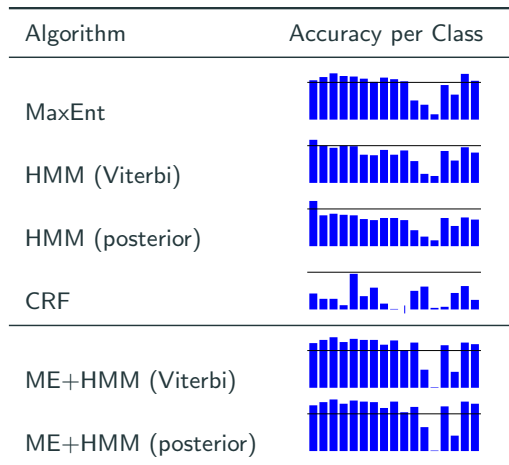 Algorithm Accuracy per Class
MaxEnt
HMM (Viterbi)
HMM (posterior)
CRF
ME+HMM (Viterbi)
ME+HMM (posterior)